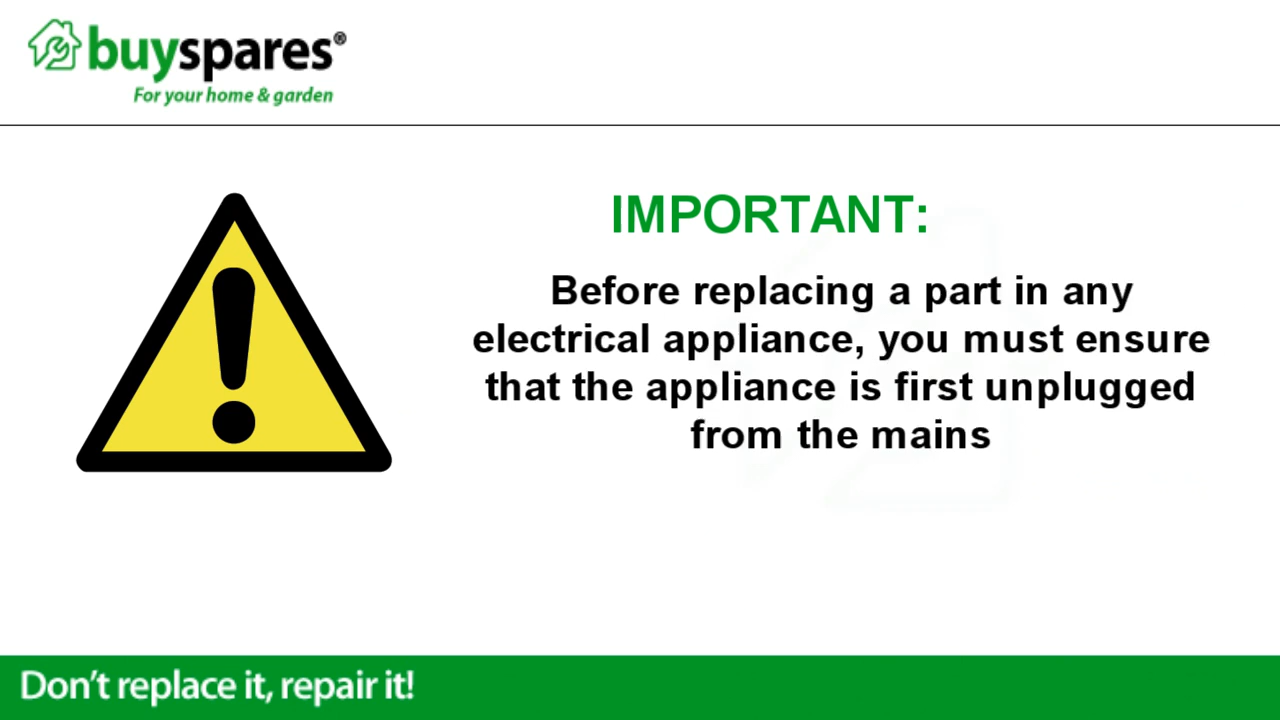 buyspares®
For your home & garden
IMPORTANT:
Before replacing a part in any
electrical appliance, you must ensure
that the appliance is first unplugged
from the mains
Don't replace it, repair it!